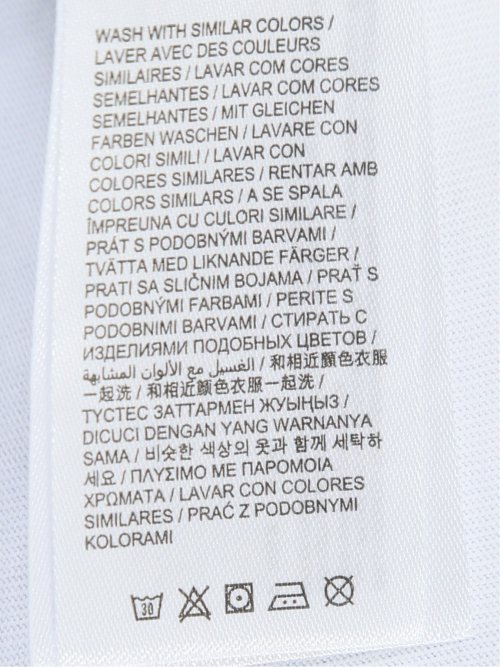 WASH WITH SIMILAR COLORS /
LAVER AVEC DES COULEURS
SIMILAIRES / LAVAR COM CORES
SEMELHANTES / LAVAR COM CORES
SEMELHANTES / MIT GLEICHEN
FARBEN WASCHEN / LAVARE CON
COLORI SIMILI / LAVAR CON
COLORES SIMILARES / RENTAR AMB
COLORS SIMILARS / A SE SPALA
ÎMPREUNA CU CULORI SIMILARE /
PRÁT S PODOBNÝMI BARVAMI /
TVÄTTA MED LIKNANDE FÄRGER /
PRATI SA SLIČNIM BOJAMA / PRAŤ S
PODOBNÝMI FARBAMI / PERITE S
PODOBNIMI BARVAMI / СТИРАТЬ С
ИЗДЕЛИЯМИ ПОДОБНЫХ ЦВЕТОВ /
الغسيل مع الألوان المشابهة / 和相近顏色衣服
一起洗 / 和相近顏色衣服一起洗 /
ТҮСТЕС ЗАТТАРМЕН ЖУЫҢЫЗ /
DICUCI DENGAN YANG WARNANYA
SAMA / 비슷한 색상의 옷과 함께 세탁하
세요 / ΠΛΥΣΙΜΟ ΜΕ ΠΑΡΟΜΟΙΑ
ΧΡΩΜΑΤΑ / LAVAR CON COLORES
SIMILARES / PRAĆ Z PODOBNYMI
KOLORAMI
30